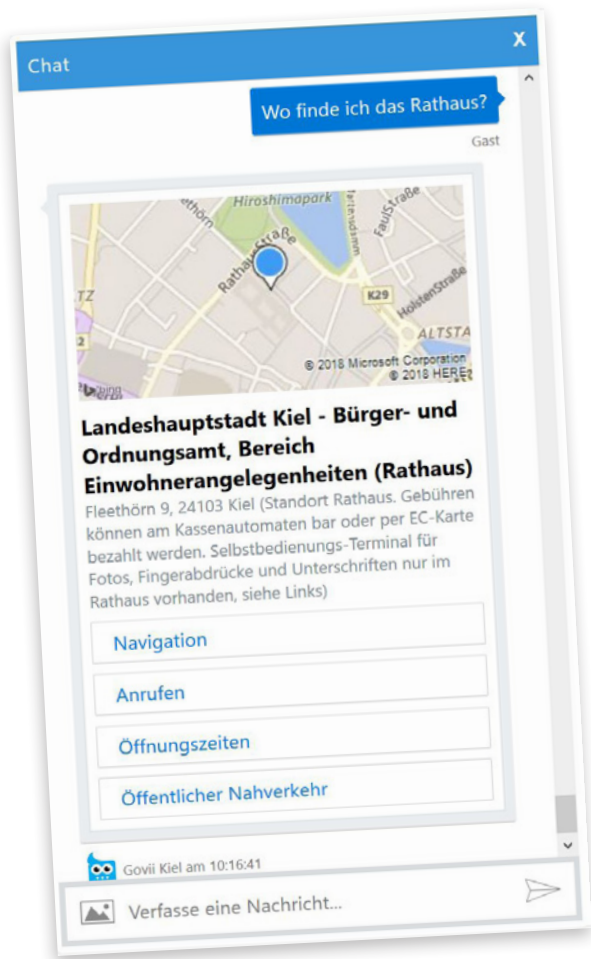 Chat
X
Wo finde ich das Rathaus?
Gast
Hiroshimapark
Rathausstraße
Faulstraße
K29
Holstenstraße
ALTSTA
TZ
2
© 2018 Microsoft Corporation
© 2018 HERE
Landeshauptstadt Kiel - Bürger- und
Ordnungsamt, Bereich
Einwohnerangelegenheiten (Rathaus)
Fleethörn 9, 24103 Kiel (Standort Rathaus. Gebühren
können am Kassenautomaten bar oder per EC-Karte
bezahlt werden. Selbstbedienungs-Terminal für
Fotos, Fingerabdrücke und Unterschriften nur im
Rathaus vorhanden, siehe Links)
Navigation
Anrufen
Öffnungszeiten
Öffentlicher Nahverkehr
Govii Kiel am 10:16:41
Verfasse eine Nachricht...